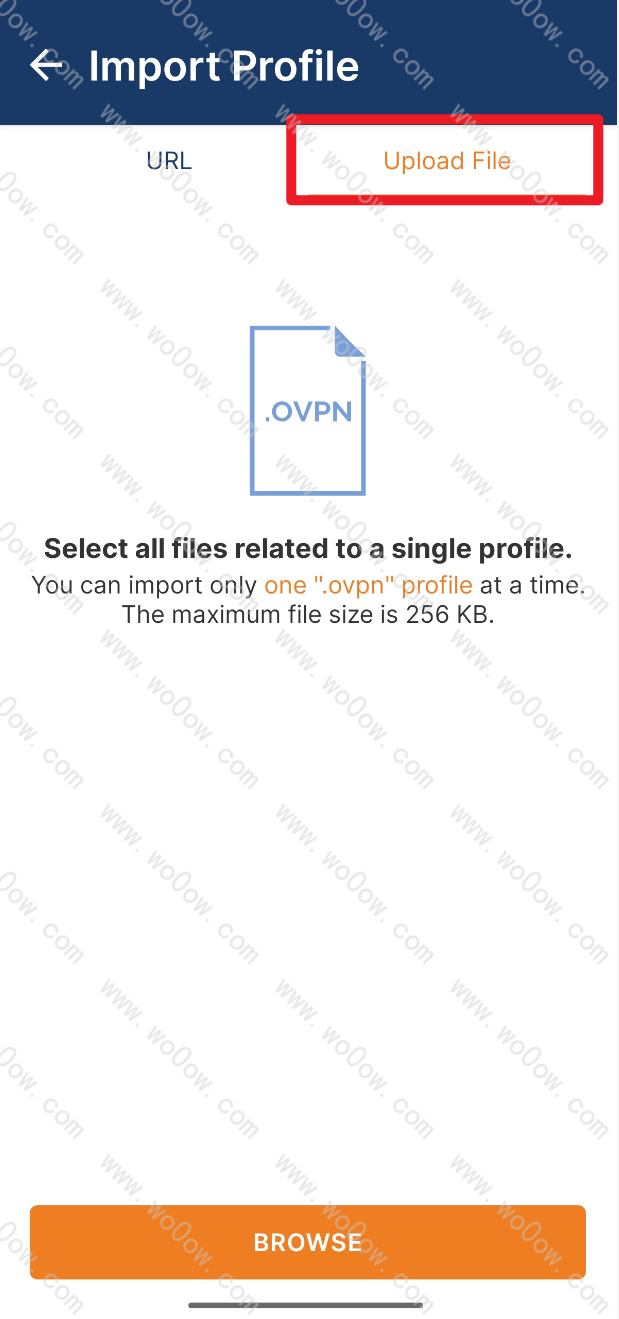 Import Profile
URL
Upload File
.OVPN
Select all files related to a single profile.
You can import only one ".ovpn" profile at a time.
The maximum file size is 256 KB.
BROWSE
www.wo0ow.com